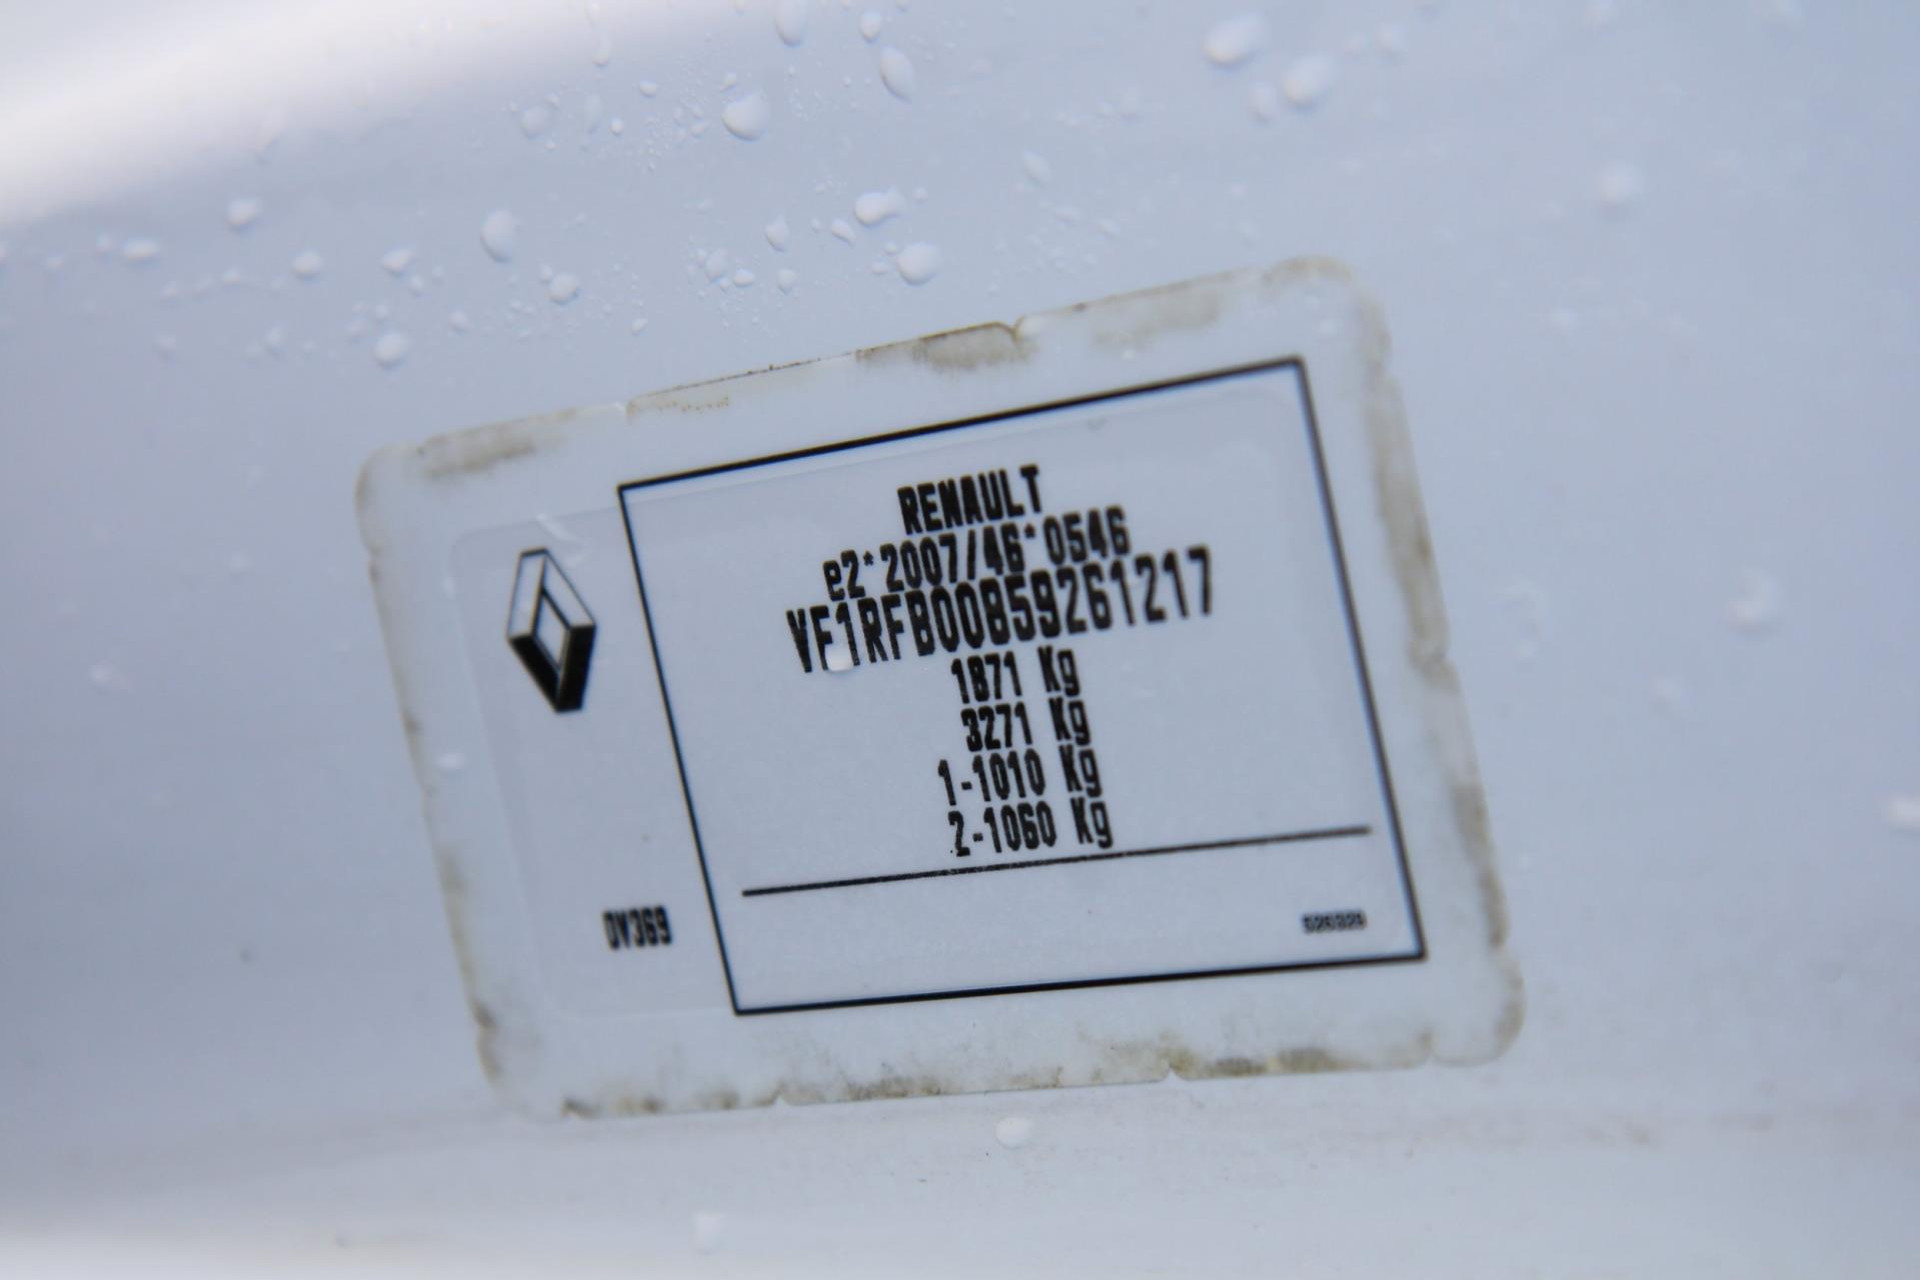 RENAULT
e2*2007/46*0546
VF1RFB00859261217
1871 Kg
3271 Kg
1-1010 Kg
2-1060 Kg
DV369